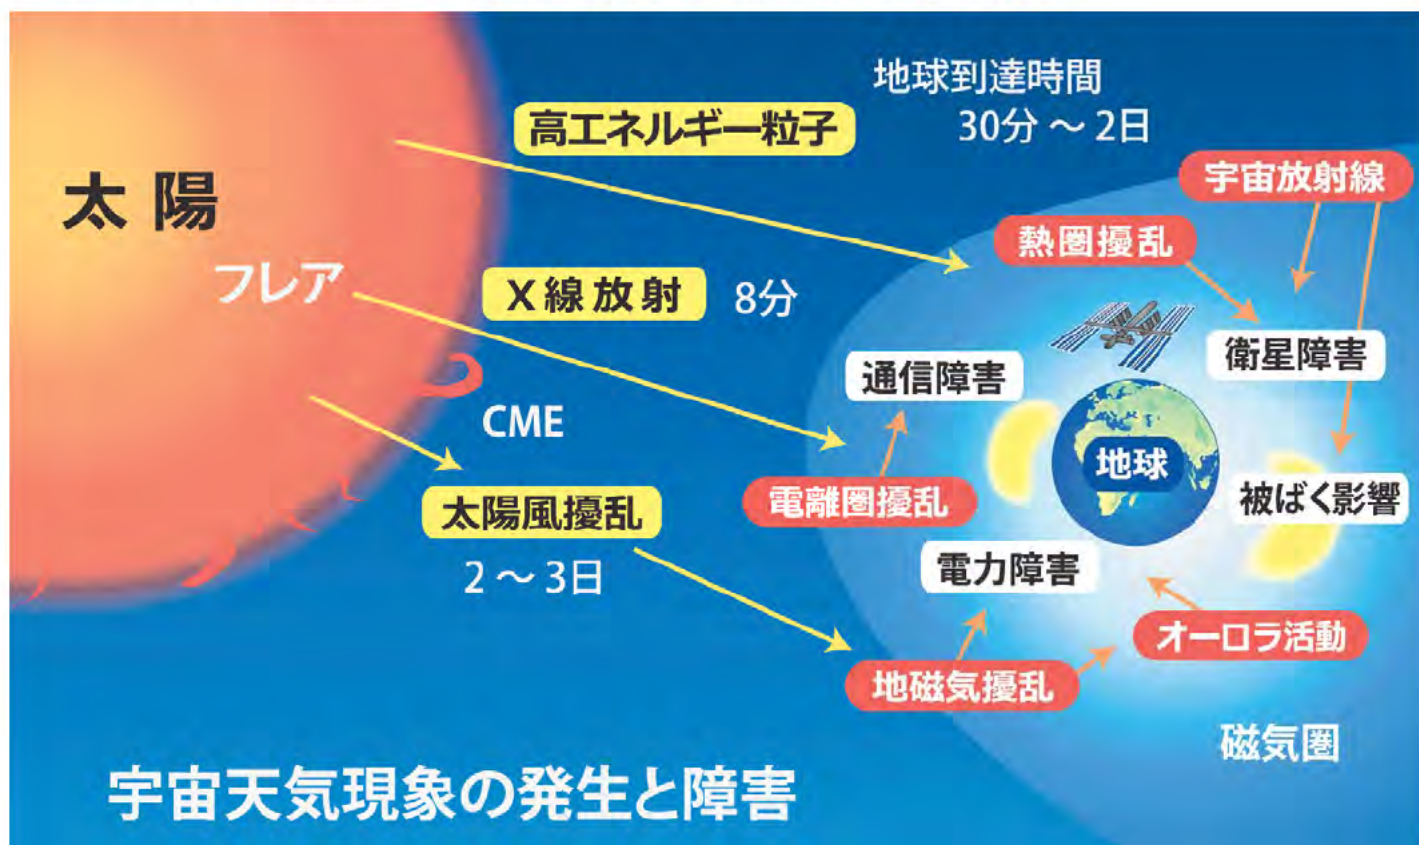 地球到達時間
30分 ~ 2日
高エネルギー粒子
宇宙放射線
太陽
熱圏擾乱
フレア
X線放射
8分
衛星障害
通信障害
CME
地球
電離圏擾乱
被ばく影響
太陽風擾乱
2 ~ 3日
電力障害
オーロラ活動
地磁気擾乱
磁気圏
宇宙天気現象の発生と障害